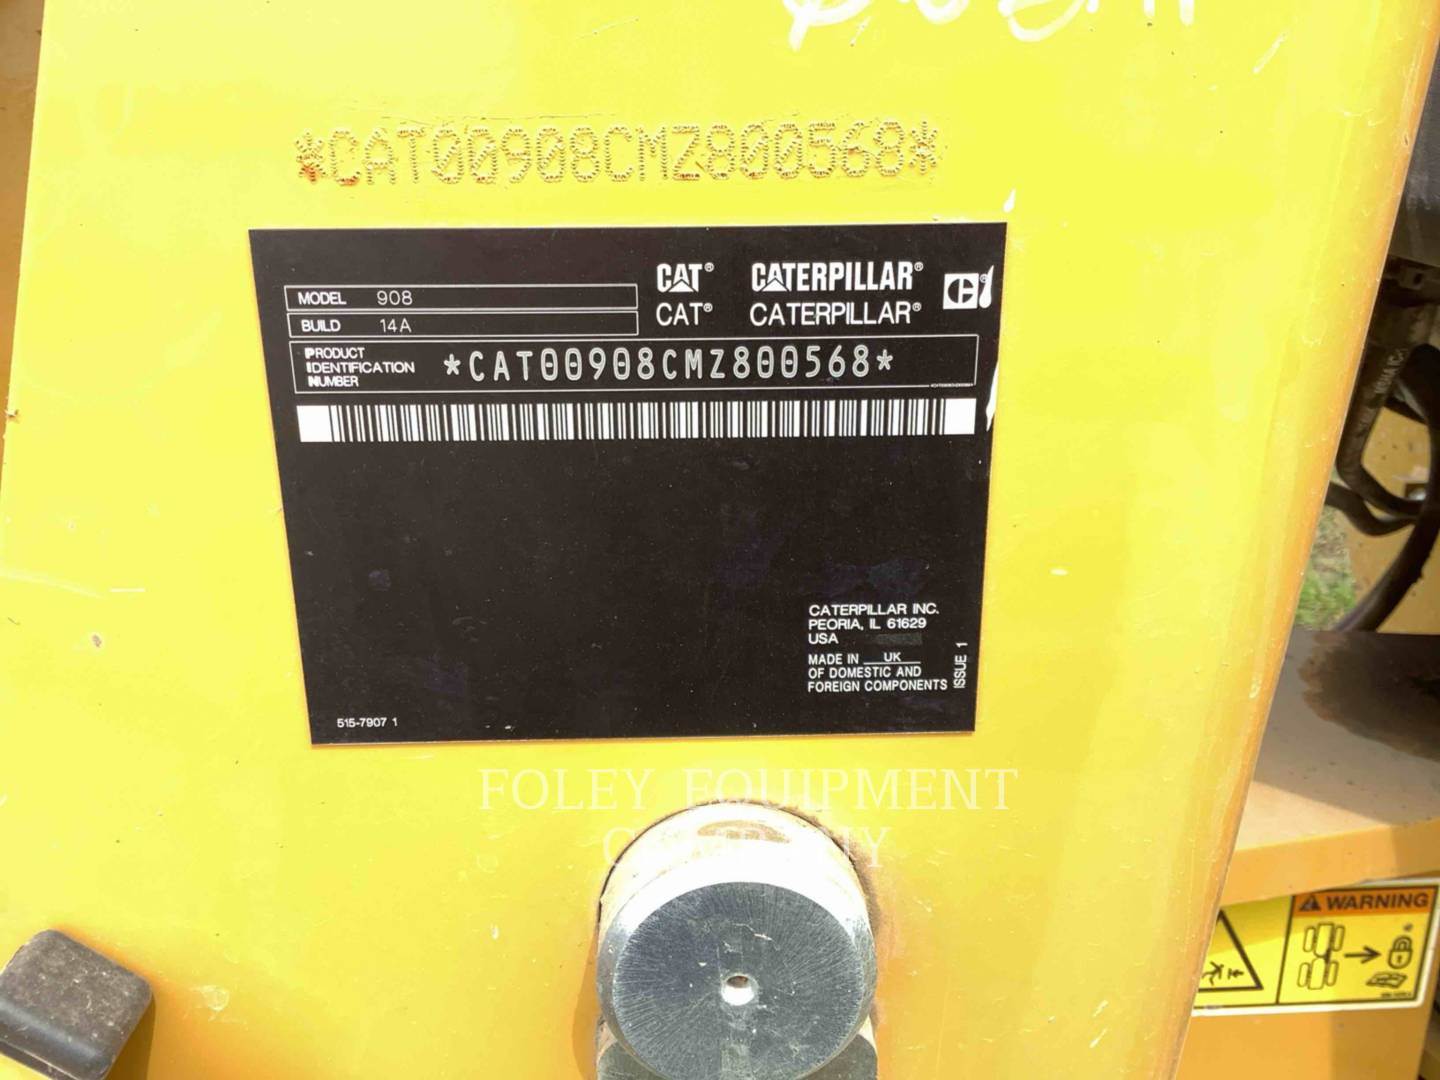 *CAT00908CMZ800568*
MODEL 908
BUILD 14A
CAT® CATERPILLAR®
CAT® CATERPILLAR®
PRODUCT
IDENTIFICATION
NUMBER
*CAT00908CMZ800568*
CATERPILLAR INC.
PEORIA, IL 61629
USA
MADE IN UK
OF DOMESTIC AND
FOREIGN COMPONENTS
ISSUE 1
515-7907 1
FOLEY EQUIPMENT
COMPANY
WARNING